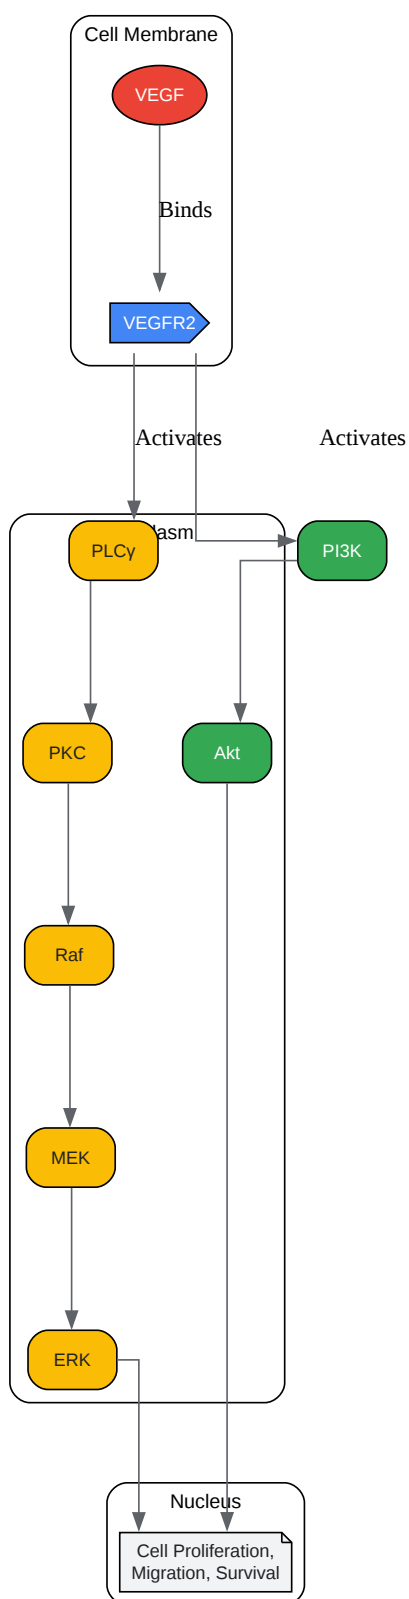 Cell Membrane
VEGF
Binds
VEGFR2
Activates
Activates
PLCγ
PI3K
PKC
Akt
Raf
MEK
ERK
Nucleus
Cell Proliferation,
Migration, Survival